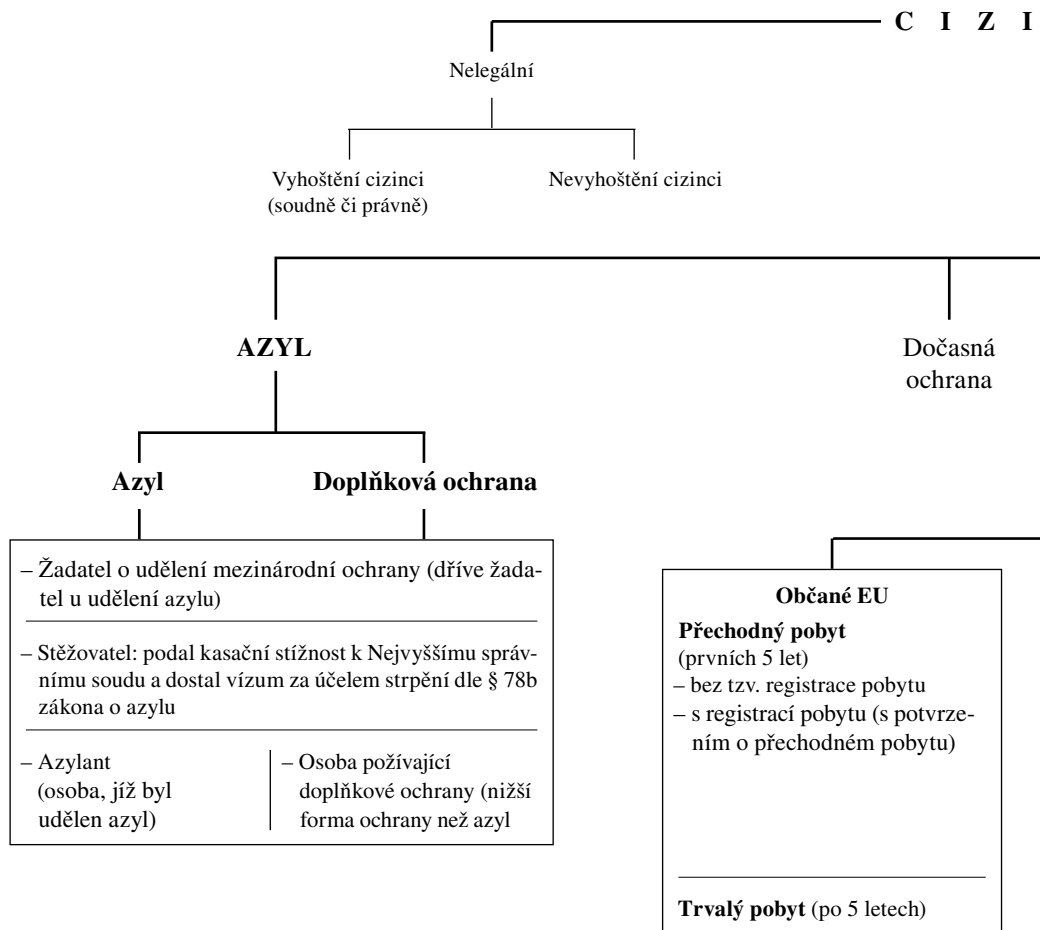 C I Z I
Nelegální
Vyhoštění cizinci
(soudně či právně)
Nevyhoštění cizinci
AZYL
Dočasná
ochrana
Azyl
Doplňková ochrana
– Žadatel o udělení mezinárodní ochrany (dříve žada-
tel u udělení azylu)
– Stěžovatel: podal kasační stížnost k Nejvyššímu správ-
nímu soudu a dostal vízum za účelem strpění dle § 78b
zákona o azylu
– Azylant
(osoba, jíž byl
udělen azyl)
– Osoba požívající
doplňkové ochrany (nižší
forma ochrany než azyl
Občané EU
Přechodný pobyt
(prvních 5 let)
– bez tzv. registrace pobytu
– s registrací pobytu (s potvrze-
ním o přechodném pobytu)
Trvalý pobyt (po 5 letech)